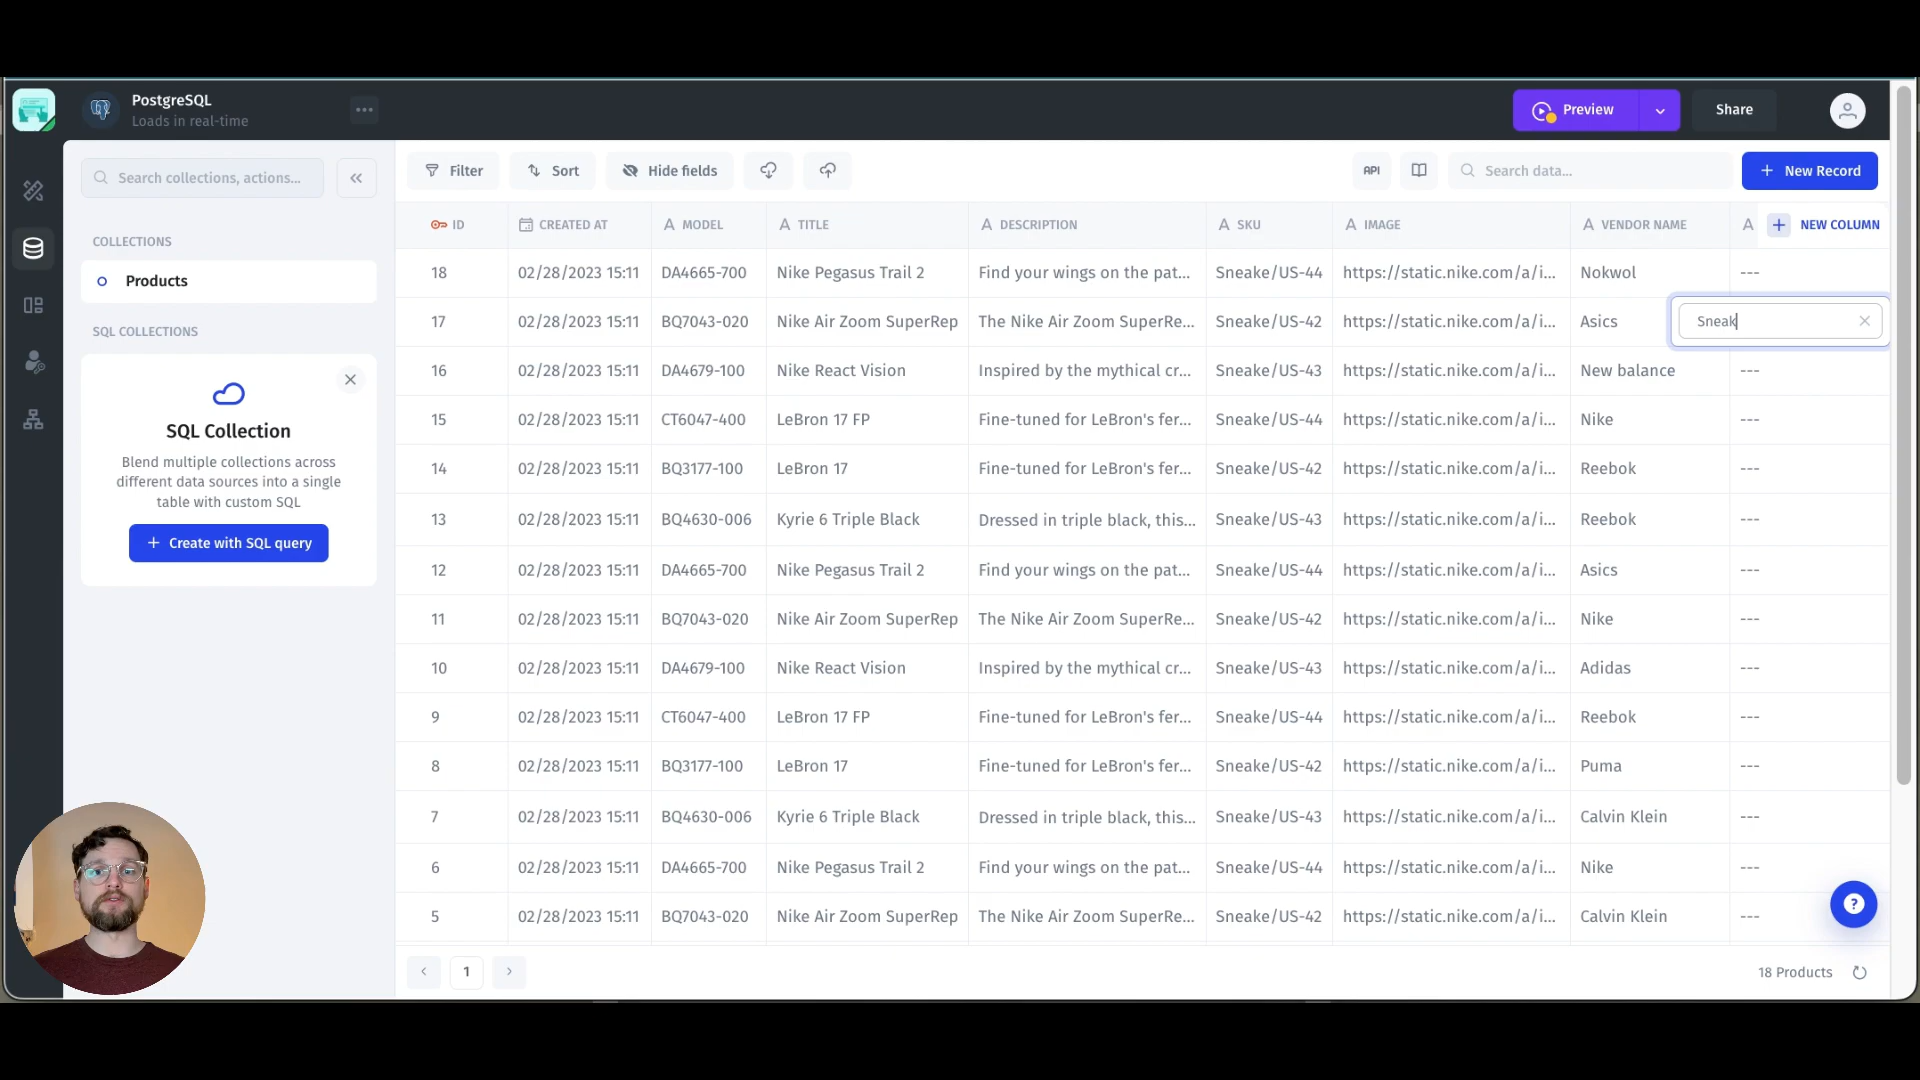 PostgreSQL
Loads in real-time
Preview
Share
Search collections, actions...
Filter
Sort
Hide fields
API
Search data...
New Record
COLLECTIONS
Products
SQL COLLECTIONS
SQL Collection
Blend multiple collections across
different data sources into a single
table with custom SQL
Create with SQL query
ID CREATED AT MODEL TITLE DESCRIPTION SKU IMAGE VENDOR NAME NEW COLUMN
18 02/28/2023 15:11 DA4665-700 Nike Pegasus Trail 2 Find your wings on the pat... Sneake/US-44 https://static.nike.com/a/i... Nokwol ---
17 02/28/2023 15:11 BQ7043-020 Nike Air Zoom SuperRep The Nike Air Zoom SuperRe... Sneake/US-42 https://static.nike.com/a/i... Asics Sneak
16 02/28/2023 15:11 DA4679-100 Nike React Vision Inspired by the mythical cr... Sneake/US-43 https://static.nike.com/a/i... New balance ---
15 02/28/2023 15:11 CT6047-400 LeBron 17 FP Fine-tuned for LeBron's fer... Sneake/US-44 https://static.nike.com/a/i... Nike ---
14 02/28/2023 15:11 BQ3177-100 LeBron 17 Fine-tuned for LeBron's fer... Sneake/US-42 https://static.nike.com/a/i... Reebok ---
13 02/28/2023 15:11 BQ4630-006 Kyrie 6 Triple Black Dressed in triple black, this... Sneake/US-43 https://static.nike.com/a/i... Reebok ---
12 02/28/2023 15:11 DA4665-700 Nike Pegasus Trail 2 Find your wings on the pat... Sneake/US-44 https://static.nike.com/a/i... Asics ---
11 02/28/2023 15:11 BQ7043-020 Nike Air Zoom SuperRep The Nike Air Zoom SuperRe... Sneake/US-42 https://static.nike.com/a/i... Nike ---
10 02/28/2023 15:11 DA4679-100 Nike React Vision Inspired by the mythical cr... Sneake/US-43 https://static.nike.com/a/i... Adidas ---
9 02/28/2023 15:11 CT6047-400 LeBron 17 FP Fine-tuned for LeBron's fer... Sneake/US-44 https://static.nike.com/a/i... Reebok ---
8 02/28/2023 15:11 BQ3177-100 LeBron 17 Fine-tuned for LeBron's fer... Sneake/US-42 https://static.nike.com/a/i... Puma ---
7 02/28/2023 15:11 BQ4630-006 Kyrie 6 Triple Black Dressed in triple black, this... Sneake/US-43 https://static.nike.com/a/i... Calvin Klein ---
6 02/28/2023 15:11 DA4665-700 Nike Pegasus Trail 2 Find your wings on the pat... Sneake/US-44 https://static.nike.com/a/i... Nike ---
5 02/28/2023 15:11 BQ7043-020 Nike Air Zoom SuperRep The Nike Air Zoom SuperRe... Sneake/US-42 https://static.nike.com/a/i... Calvin Klein ---
1
18 Products